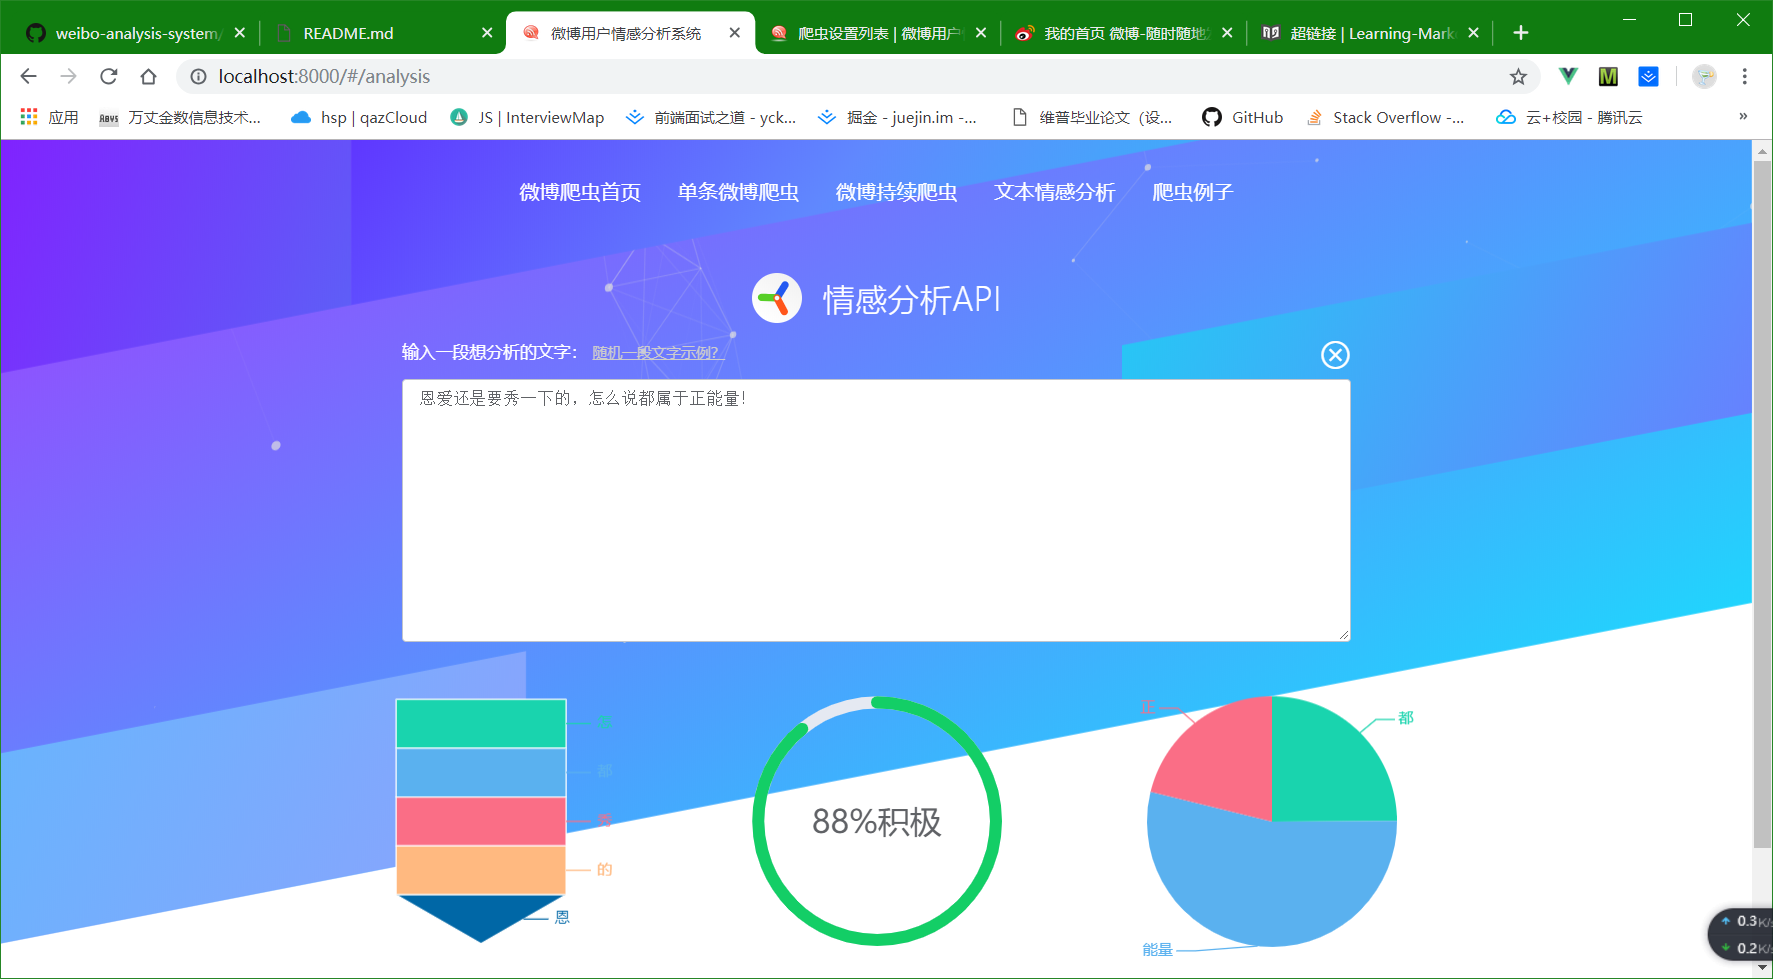 weibo-analysis-system/
README.md
微博用户情感分析系统
爬虫设置列表 | 微博用户
我的首页 微博-随时随地
超链接 | Learning-Mark
localhost:8000/#/analysis
应用
万丈金数信息技术...
hsp | qazCloud
JS | InterviewMap
前端面试之道 - yck...
掘金 - juejin.im -...
维普毕业论文（设...
GitHub
Stack Overflow -...
云+校园 - 腾讯云
»
微博爬虫首页
单条微博爬虫
微博持续爬虫
文本情感分析
爬虫例子
情感分析API
输入一段想分析的文字：
随机一段文字示例？
恩爱还是要秀一下的，怎么说都属于正能量！
都
秀
的
恩
88%积极
正
都
能量
0.3K/s
0.2K/s